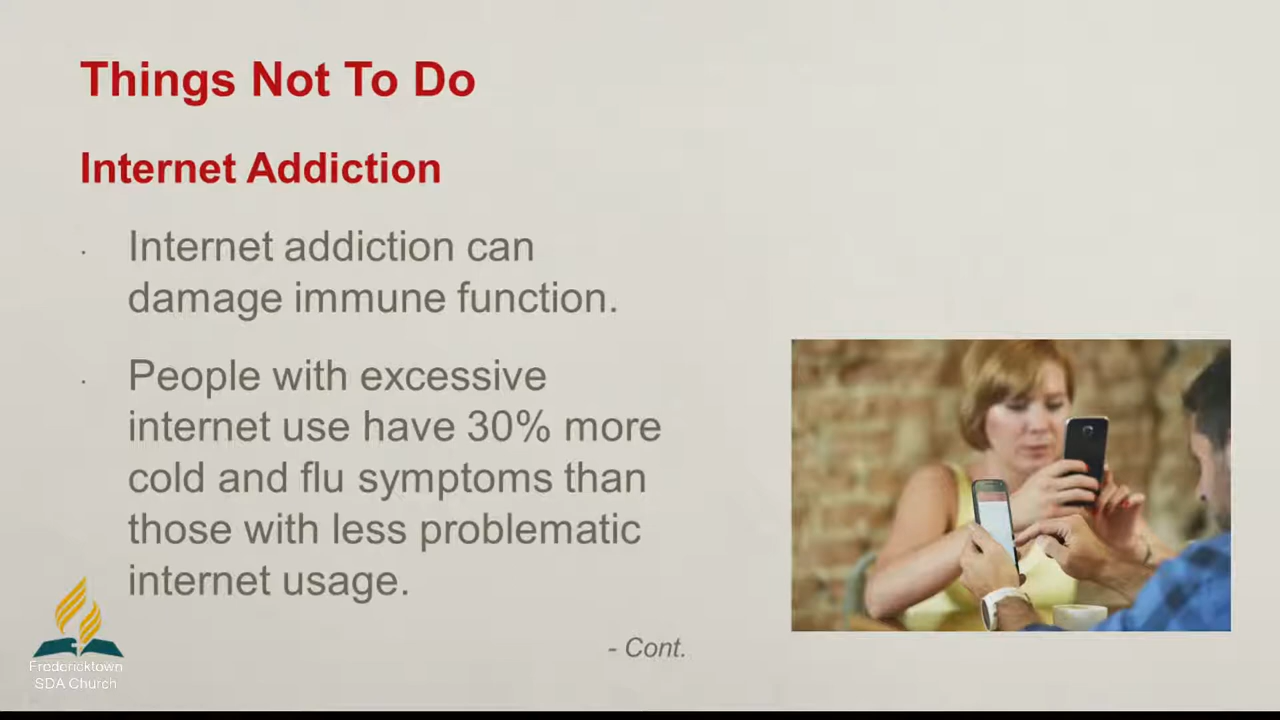 Things Not To Do
Internet Addiction
· Internet addiction can
damage immune function.
· People with excessive
internet use have 30% more
cold and flu symptoms than
those with less problematic
internet usage.
- Cont.
Fredericktown
SDA Church